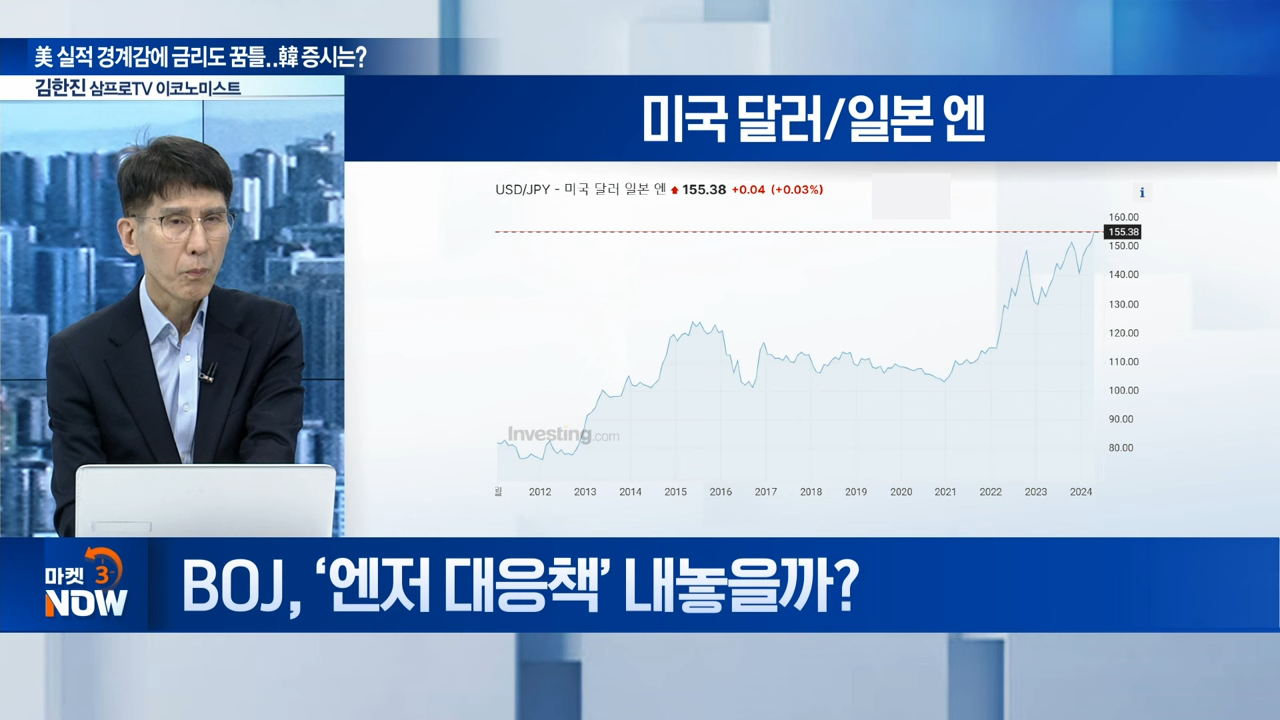 美 실적 경계감에 금리도 꿈틀..韓 증시는?
김한진 삼프로TV 이코노미스트
미국 달러/일본 엔
USD/JPY - 미국 달러 일본 엔 155.38 +0.04 (+0.03%)
i
160.00
155.38
150.00
140.00
130.00
120.00
110.00
100.00
90.00
80.00
Investing.com
월 2012 2013 2014 2015 2016 2017 2018 2019 2020 2021 2022 2023 2024
마켓 3
NOW
BOJ, ‘엔저 대응책’ 내놓을까?